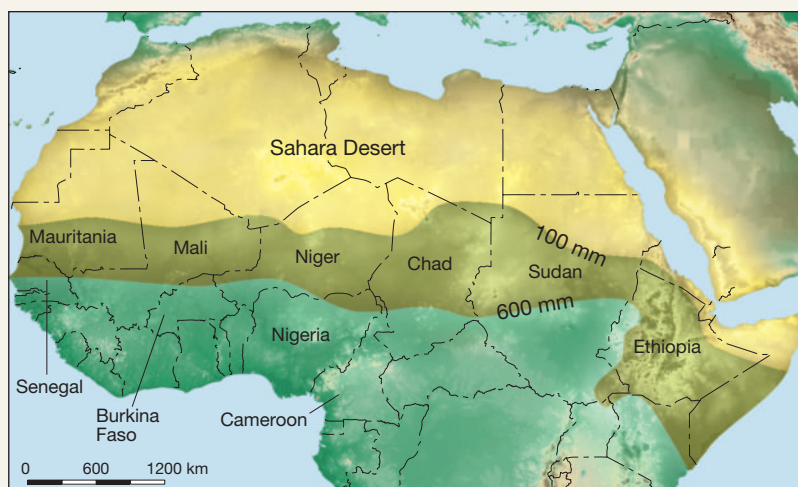 Sahara Desert
Mauritania
Mali
Niger
Chad
Sudan
100 mm
600 mm
Nigeria
Ethiopia
Senegal
Burkina
Faso
Cameroon
0 600 1200 km